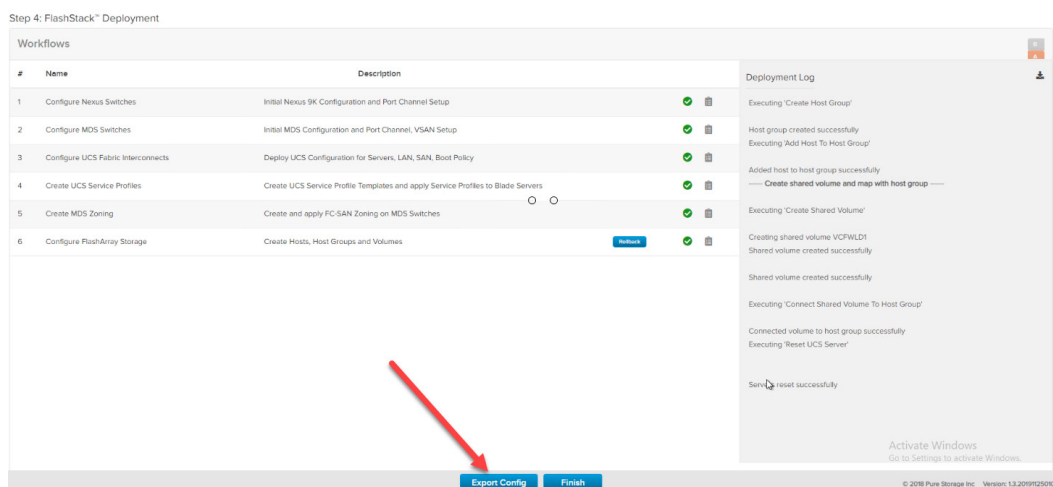 Step 4: FlashStack™ Deployment
Workflows
# Name Description
1 Configure Nexus Switches Initial Nexus 9K Configuration and Port Channel Setup
2 Configure MDS Switches Initial MDS Configuration and Port Channel, VSAN Setup
3 Configure UCS Fabric Interconnects Deploy UCS Configuration for Servers, LAN, SAN, Boot Policy
4 Create UCS Service Profiles Create UCS Service Profile Templates and apply Service Profiles to Blade Servers
5 Create MDS Zoning Create and apply FC-SAN Zoning on MDS Switches
6 Configure FlashArray Storage Create Hosts, Host Groups and Volumes Rollback
Deployment Log
Executing 'Create Host Group'
Host group created successfully
Executing 'Add Host To Host Group'
Added host to host group successfully
----- Create shared volume and map with host group -----
Executing 'Create Shared Volume'
Creating shared volume VCFWLD1
Shared volume created successfully
Shared volume created successfully
Executing 'Connect Shared Volume To Host Group'
Connected volume to host group successfully
Executing 'Reset UCS Server'
reset successfully
Activate Windows
Go to Settings to activate Windows.
Export Config Finish
© 2018 Pure Storage Inc Version: